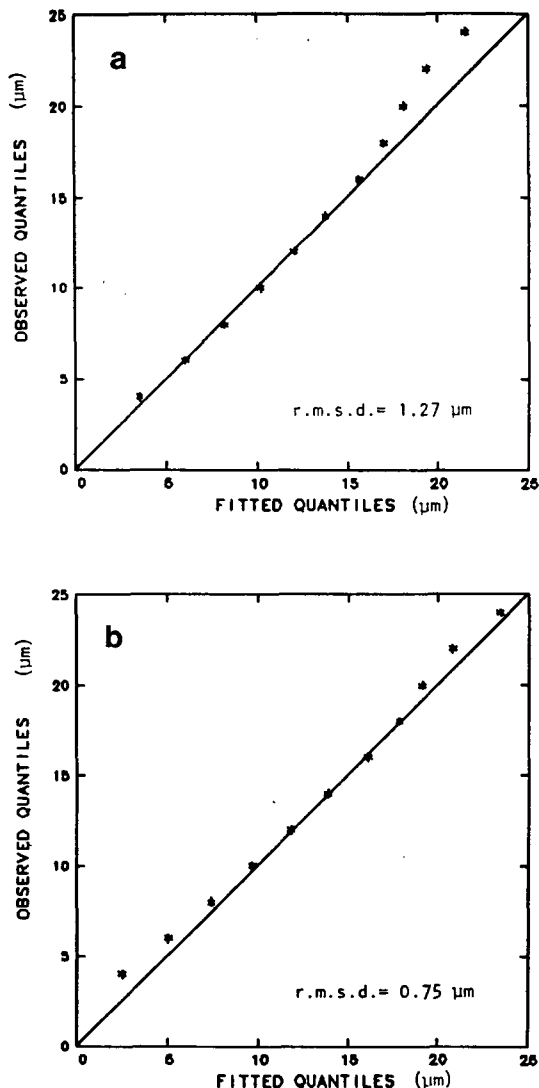 25
a
20
15
10
5
0
OBSERVED QUANTILES (μm)
r.m.s.d.= 1.27 μm
0 5 10 15 20 25
FITTED QUANTILES (μm)
25
b
20
15
10
5
0
OBSERVED QUANTILES (μm)
r.m.s.d.= 0.75 μm
0 5 10 15 20 25
FITTED QUANTILES (μm)